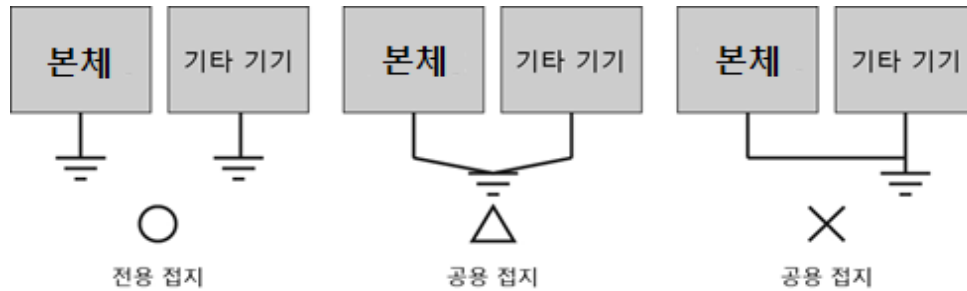 본체 기타 기기 본체 기타 기기 본체 기타 기기
전용 접지 공용 접지 공용 접지